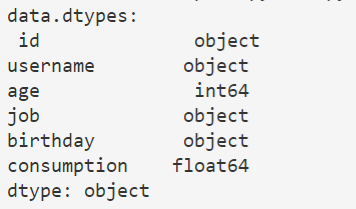 data.dtypes:
id object
username object
age int64
job object
birthday object
consumption float64
dtype: object